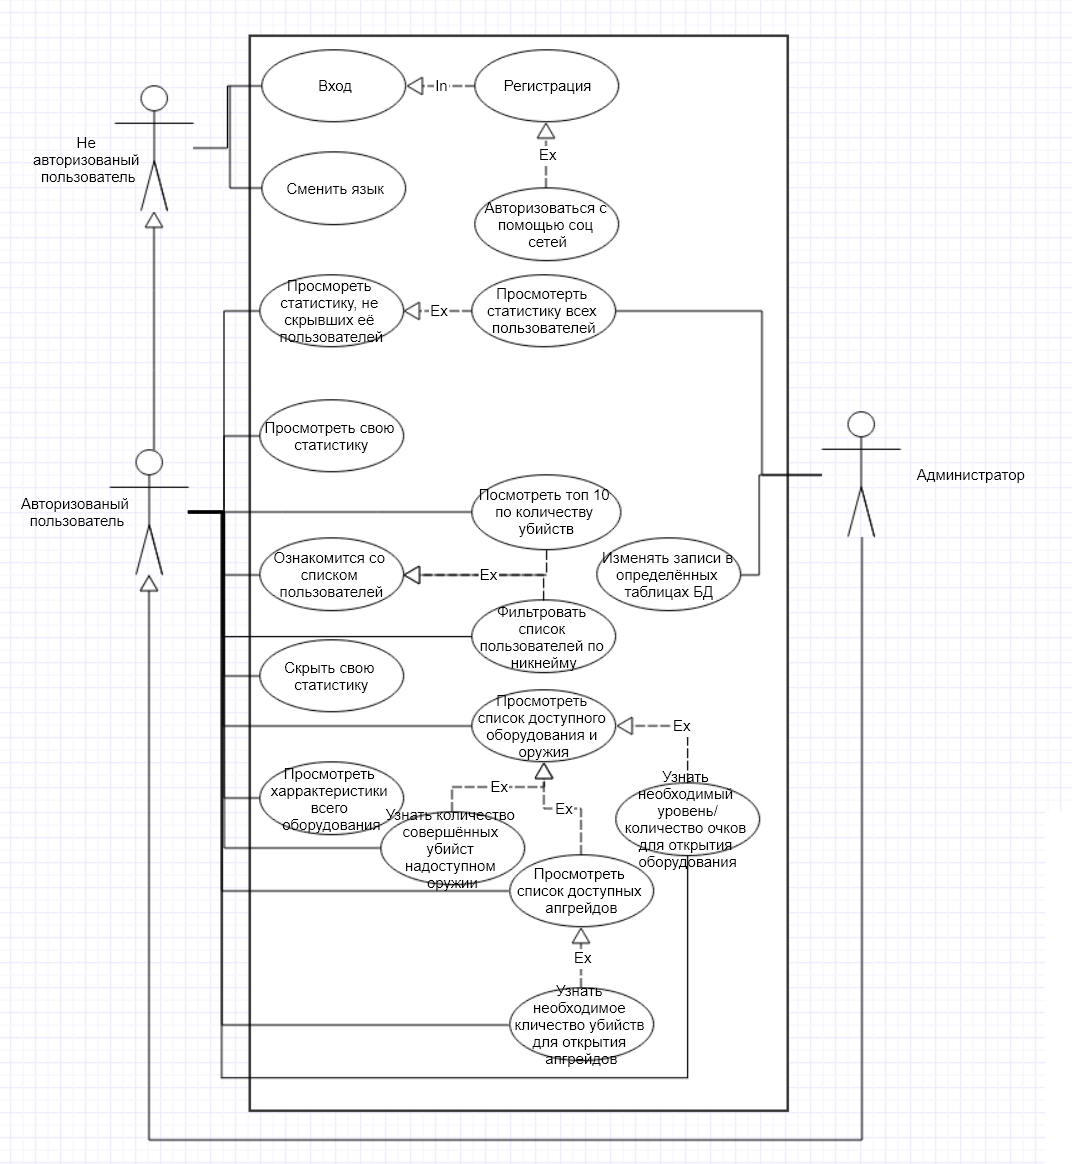 Вход
In
Регистрация
Не
авторизованый
пользователь
Ex
Сменить язык
Авторизоваться с
помощью соц
сетей
Просмореть
статистику, не
скрывших её
пользователей
Ex
Просмотерть
статистику всех
пользователей
Просмотреть свою
статистику
Администратор
Авторизованый
пользователь
Посмотреть топ 10
по количеству
убийств
Ознакомится со
списком
пользователей
Ex
Изменять записи в
определённых
таблицах БД
Фильтровать
список
пользователей по
никнейму
Скрыть свою
статистику
Просмотреть
список доступного
оборудования и
оружия
Ex
Просмотреть
харрактеристики
всего
оборудования
Ex
Ex
Узнать
необходимый
уровень/
количество очков
для открытия
оборудования
Узнать количество
совершённых
убийст
надоступном
оружии
Просмотреть
список доступных
апгрейдов
Ex
Узнать
необходимое
кличество убийств
для открытия
апгрейдов